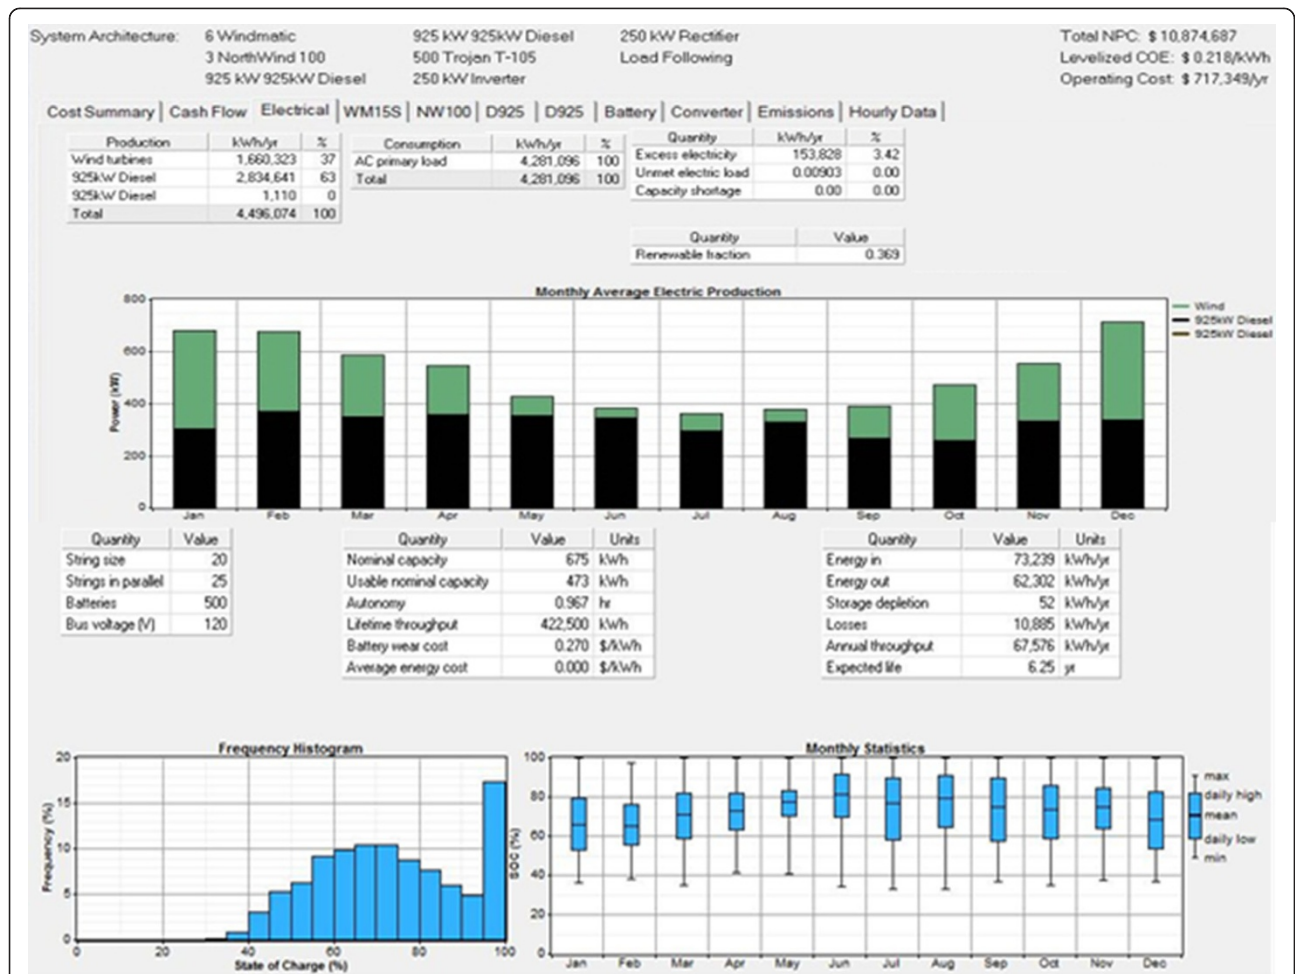 System Architecture: 6 Windmatic 925 kW 925kW Diesel 250 kW Rectifier Total NPC: $ 10,874,687
3 NorthWind 100 500 Trojan T-105 Load Following Levelized COE: $ 0.218/kWh
925 kW 925kW Diesel 250 kW Inverter Operating Cost: $ 717,349/yr
Cost Summary Cash Flow Electrical WM15S NW100 D925 D925 Battery Converter Emissions Hourly Data
Production kWh/yr %
Wind turbines 1,660,323 37
925kW Diesel 2,834,641 63
925kW Diesel 1,110 0
Total 4,496,074 100
Consumption kWh/yr %
AC primary load 4,281,096 100
Total 4,281,096 100
Quantity kWh/yr %
Excess electricity 153,828 3.42
Unmet electric load 0.00903 0.00
Capacity shortage 0.00 0.00
Quantity Value
Renewable fraction 0.369
Monthly Average Electric Production
Power (kW)
800
600
400
200
0
Jan Feb Mar Apr May Jun Jul Aug Sep Oct Nov Dec
Wind
925kW Diesel
925kW Diesel
Quantity Value
String size 20
Strings in parallel 25
Batteries 500
Bus voltage (V) 120
Quantity Value Units
Nominal capacity 675 kWh
Usable nominal capacity 473 kWh
Autonomy 0.967 hr
Lifetime throughput 422,500 kWh
Battery wear cost 0.270 $/kWh
Average energy cost 0.000 $/kWh
Quantity Value Units
Energy in 73,239 kWh/yr
Energy out 62,302 kWh/yr
Storage depletion 52 kWh/yr
Losses 10,885 kWh/yr
Annual throughput 67,576 kWh/yr
Expected life 6.25 yr
Frequency Histogram
Frequency (%)
20
15
10
5
0
0 20 40 60 80 100
State of Charge (%)
Monthly Statistics
SOC (%)
100
80
60
40
20
0
Jan Feb Mar Apr May Jun Jul Aug Sep Oct Nov Dec
max
daily high
mean
daily low
min